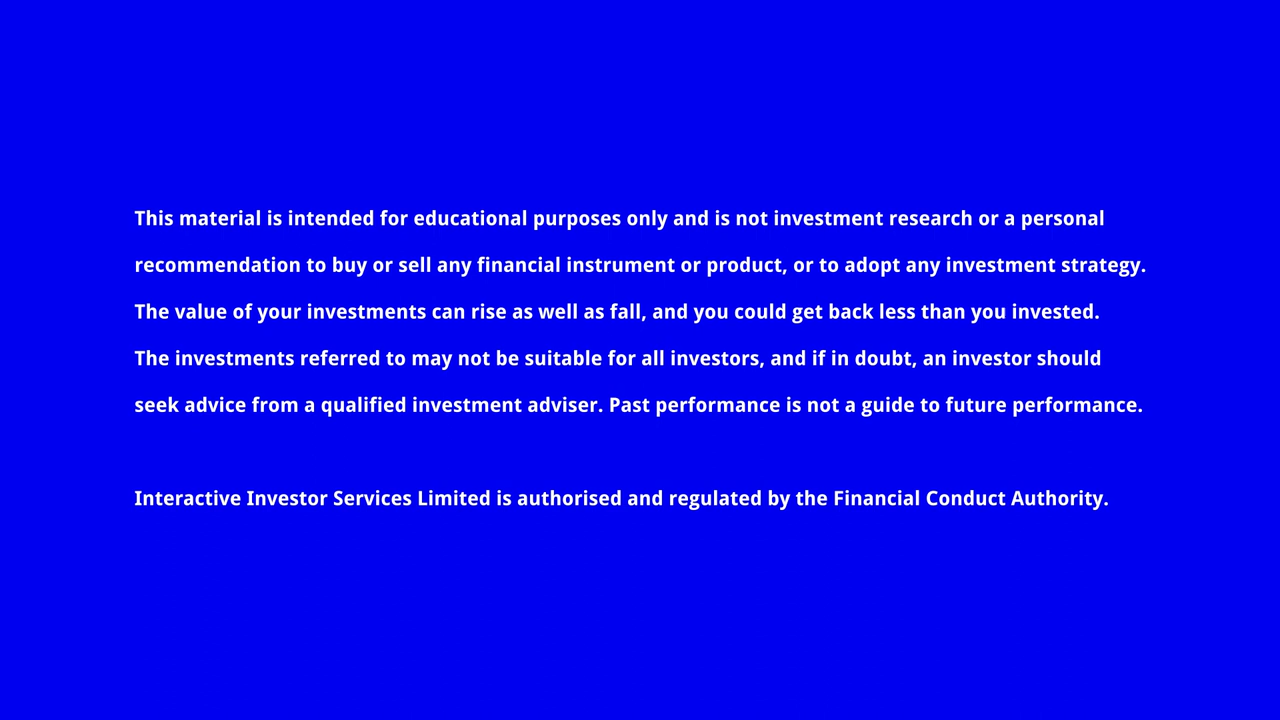 This material is intended for educational purposes only and is not investment research or a personal
recommendation to buy or sell any financial instrument or product, or to adopt any investment strategy.
The value of your investments can rise as well as fall, and you could get back less than you invested.
The investments referred to may not be suitable for all investors, and if in doubt, an investor should
seek advice from a qualified investment adviser. Past performance is not a guide to future performance.
Interactive Investor Services Limited is authorised and regulated by the Financial Conduct Authority.